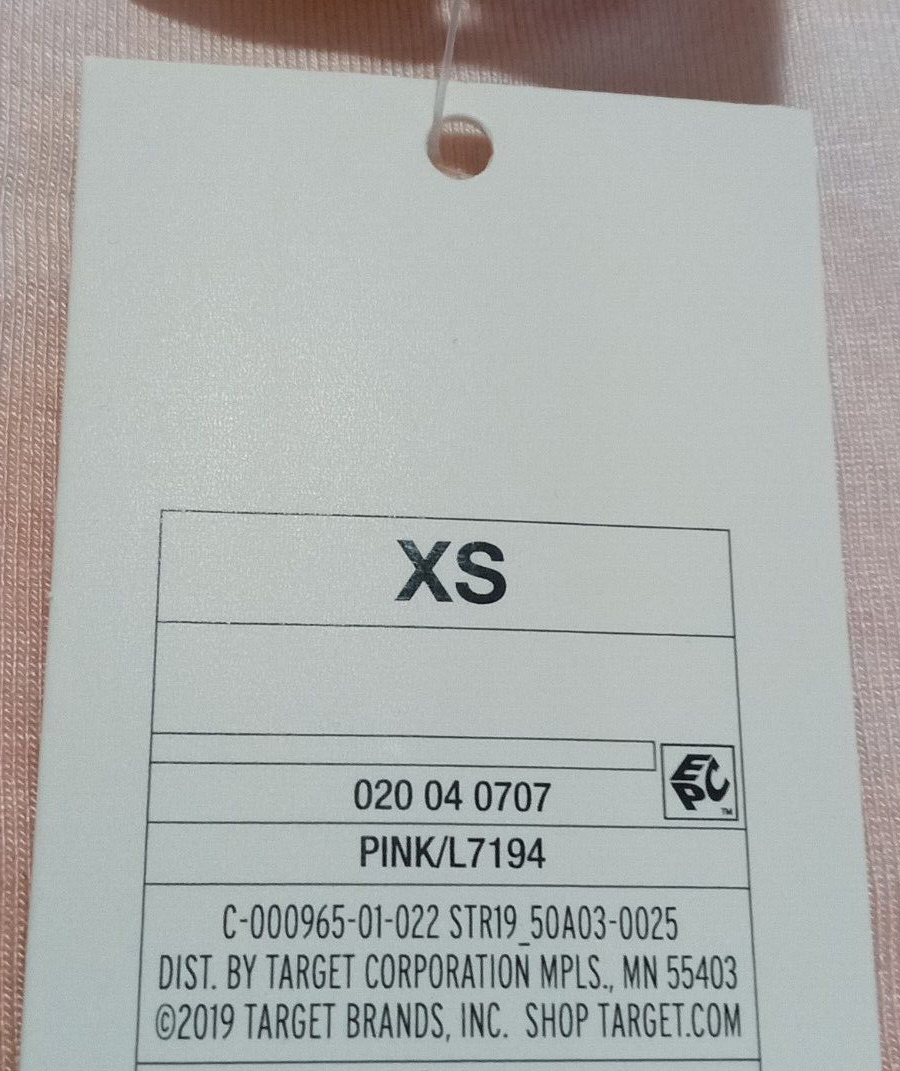 XS
EPC
™
020 04 0707
PINK/L7194
C-000965-01-022 STR19_50A03-0025
DIST. BY TARGET CORPORATION MPLS., MN 55403
©2019 TARGET BRANDS, INC. SHOP TARGET.COM